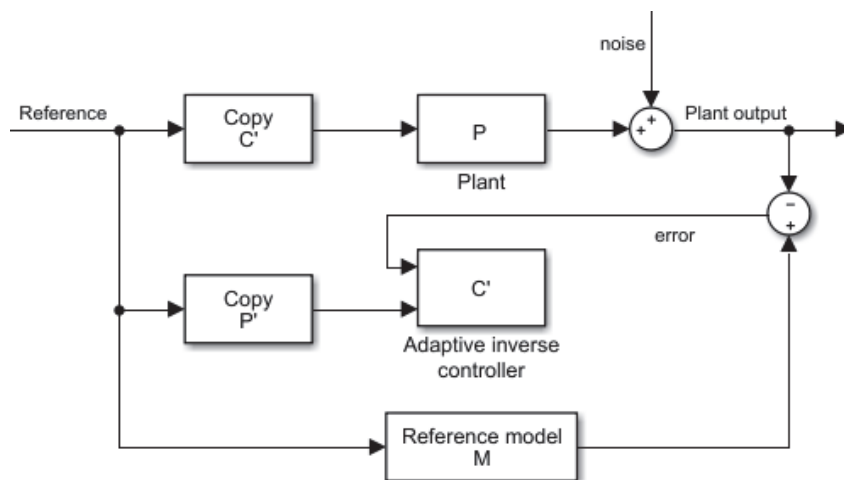 noise
Reference
Copy
C'
P
Plant
+
+
Plant output
−
+
error
Copy
P'
C'
Adaptive inverse
controller
Reference model
M